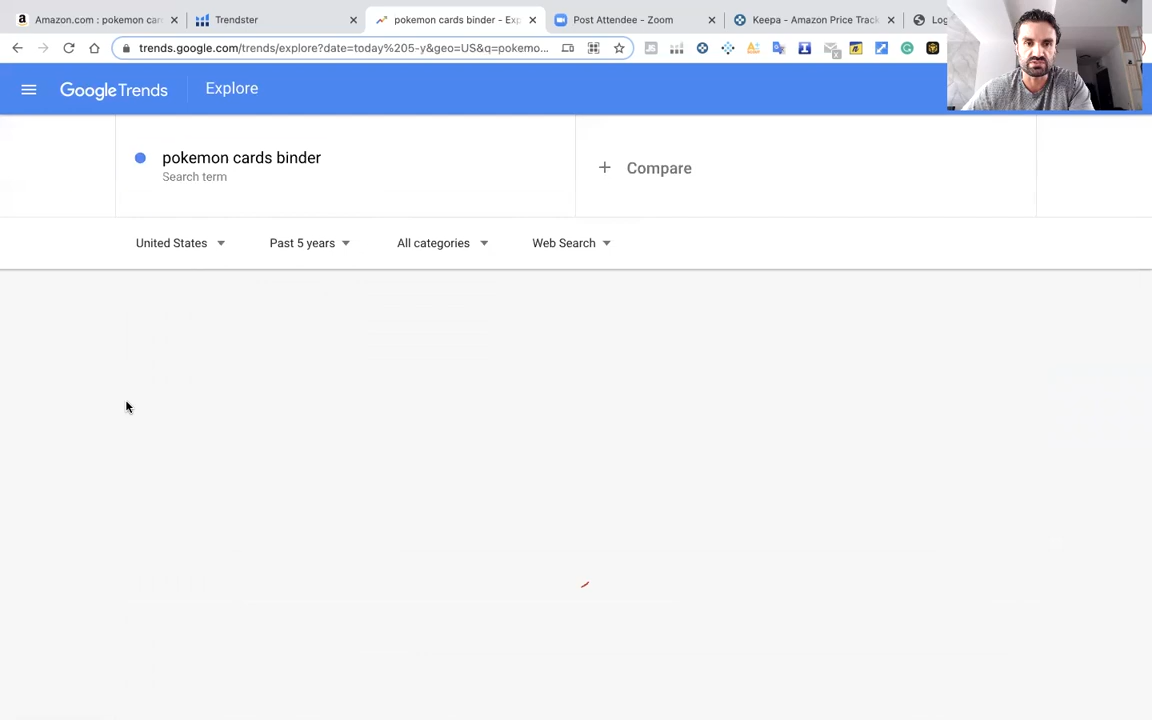 Amazon.com : pokemon car
Trendster
pokemon cards binder - Exp
Post Attendee - Zoom
Keepa - Amazon Price Track
Log
trends.google.com/trends/explore?date=today%205-y&geo=US&q=pokemo...
Google Trends
Explore
pokemon cards binder
Search term
+ Compare
United States
Past 5 years
All categories
Web Search